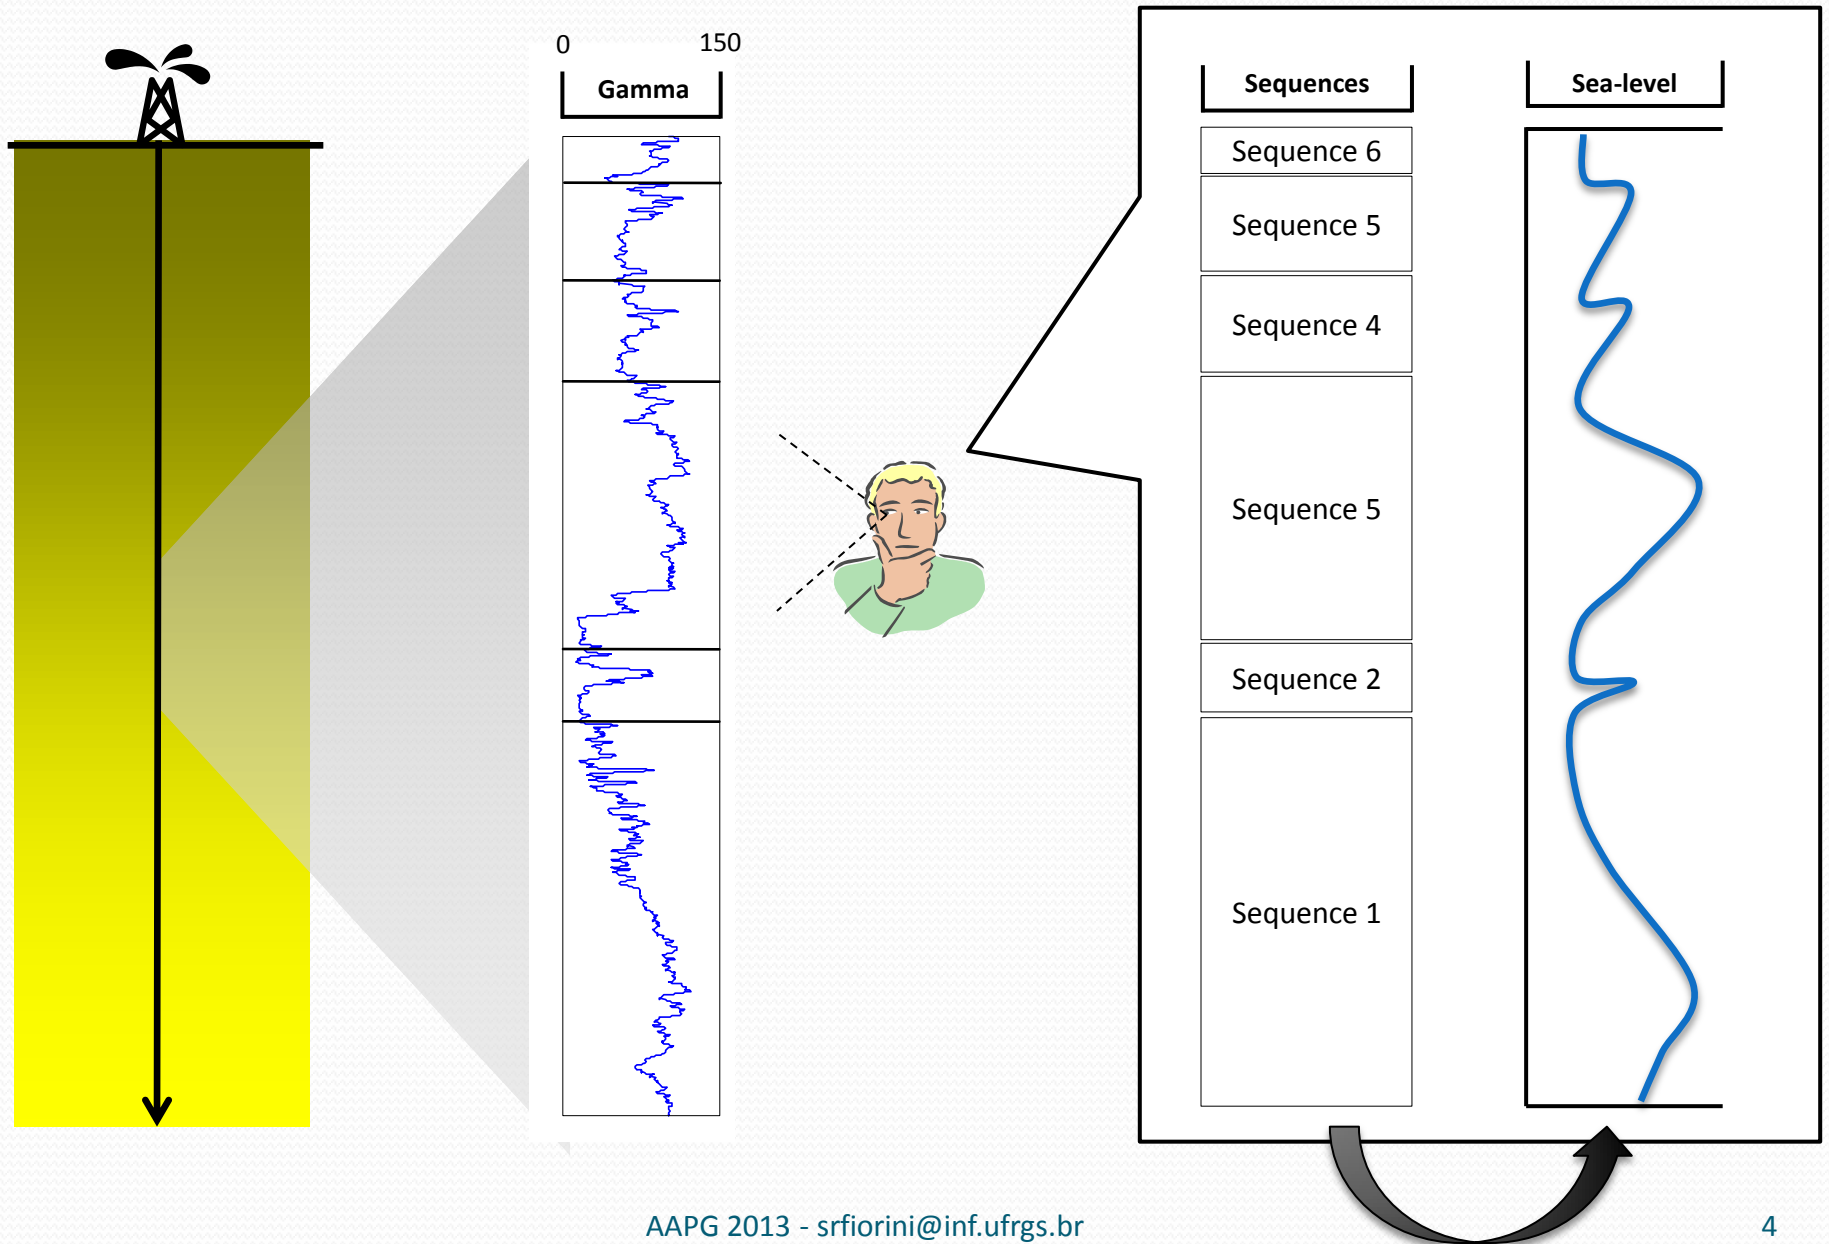 0 150
Gamma
Sequences
Sea-level
Sequence 6
Sequence 5
Sequence 4
Sequence 5
Sequence 2
Sequence 1
AAPG 2013 - srfiorini@inf.ufrgs.br
4